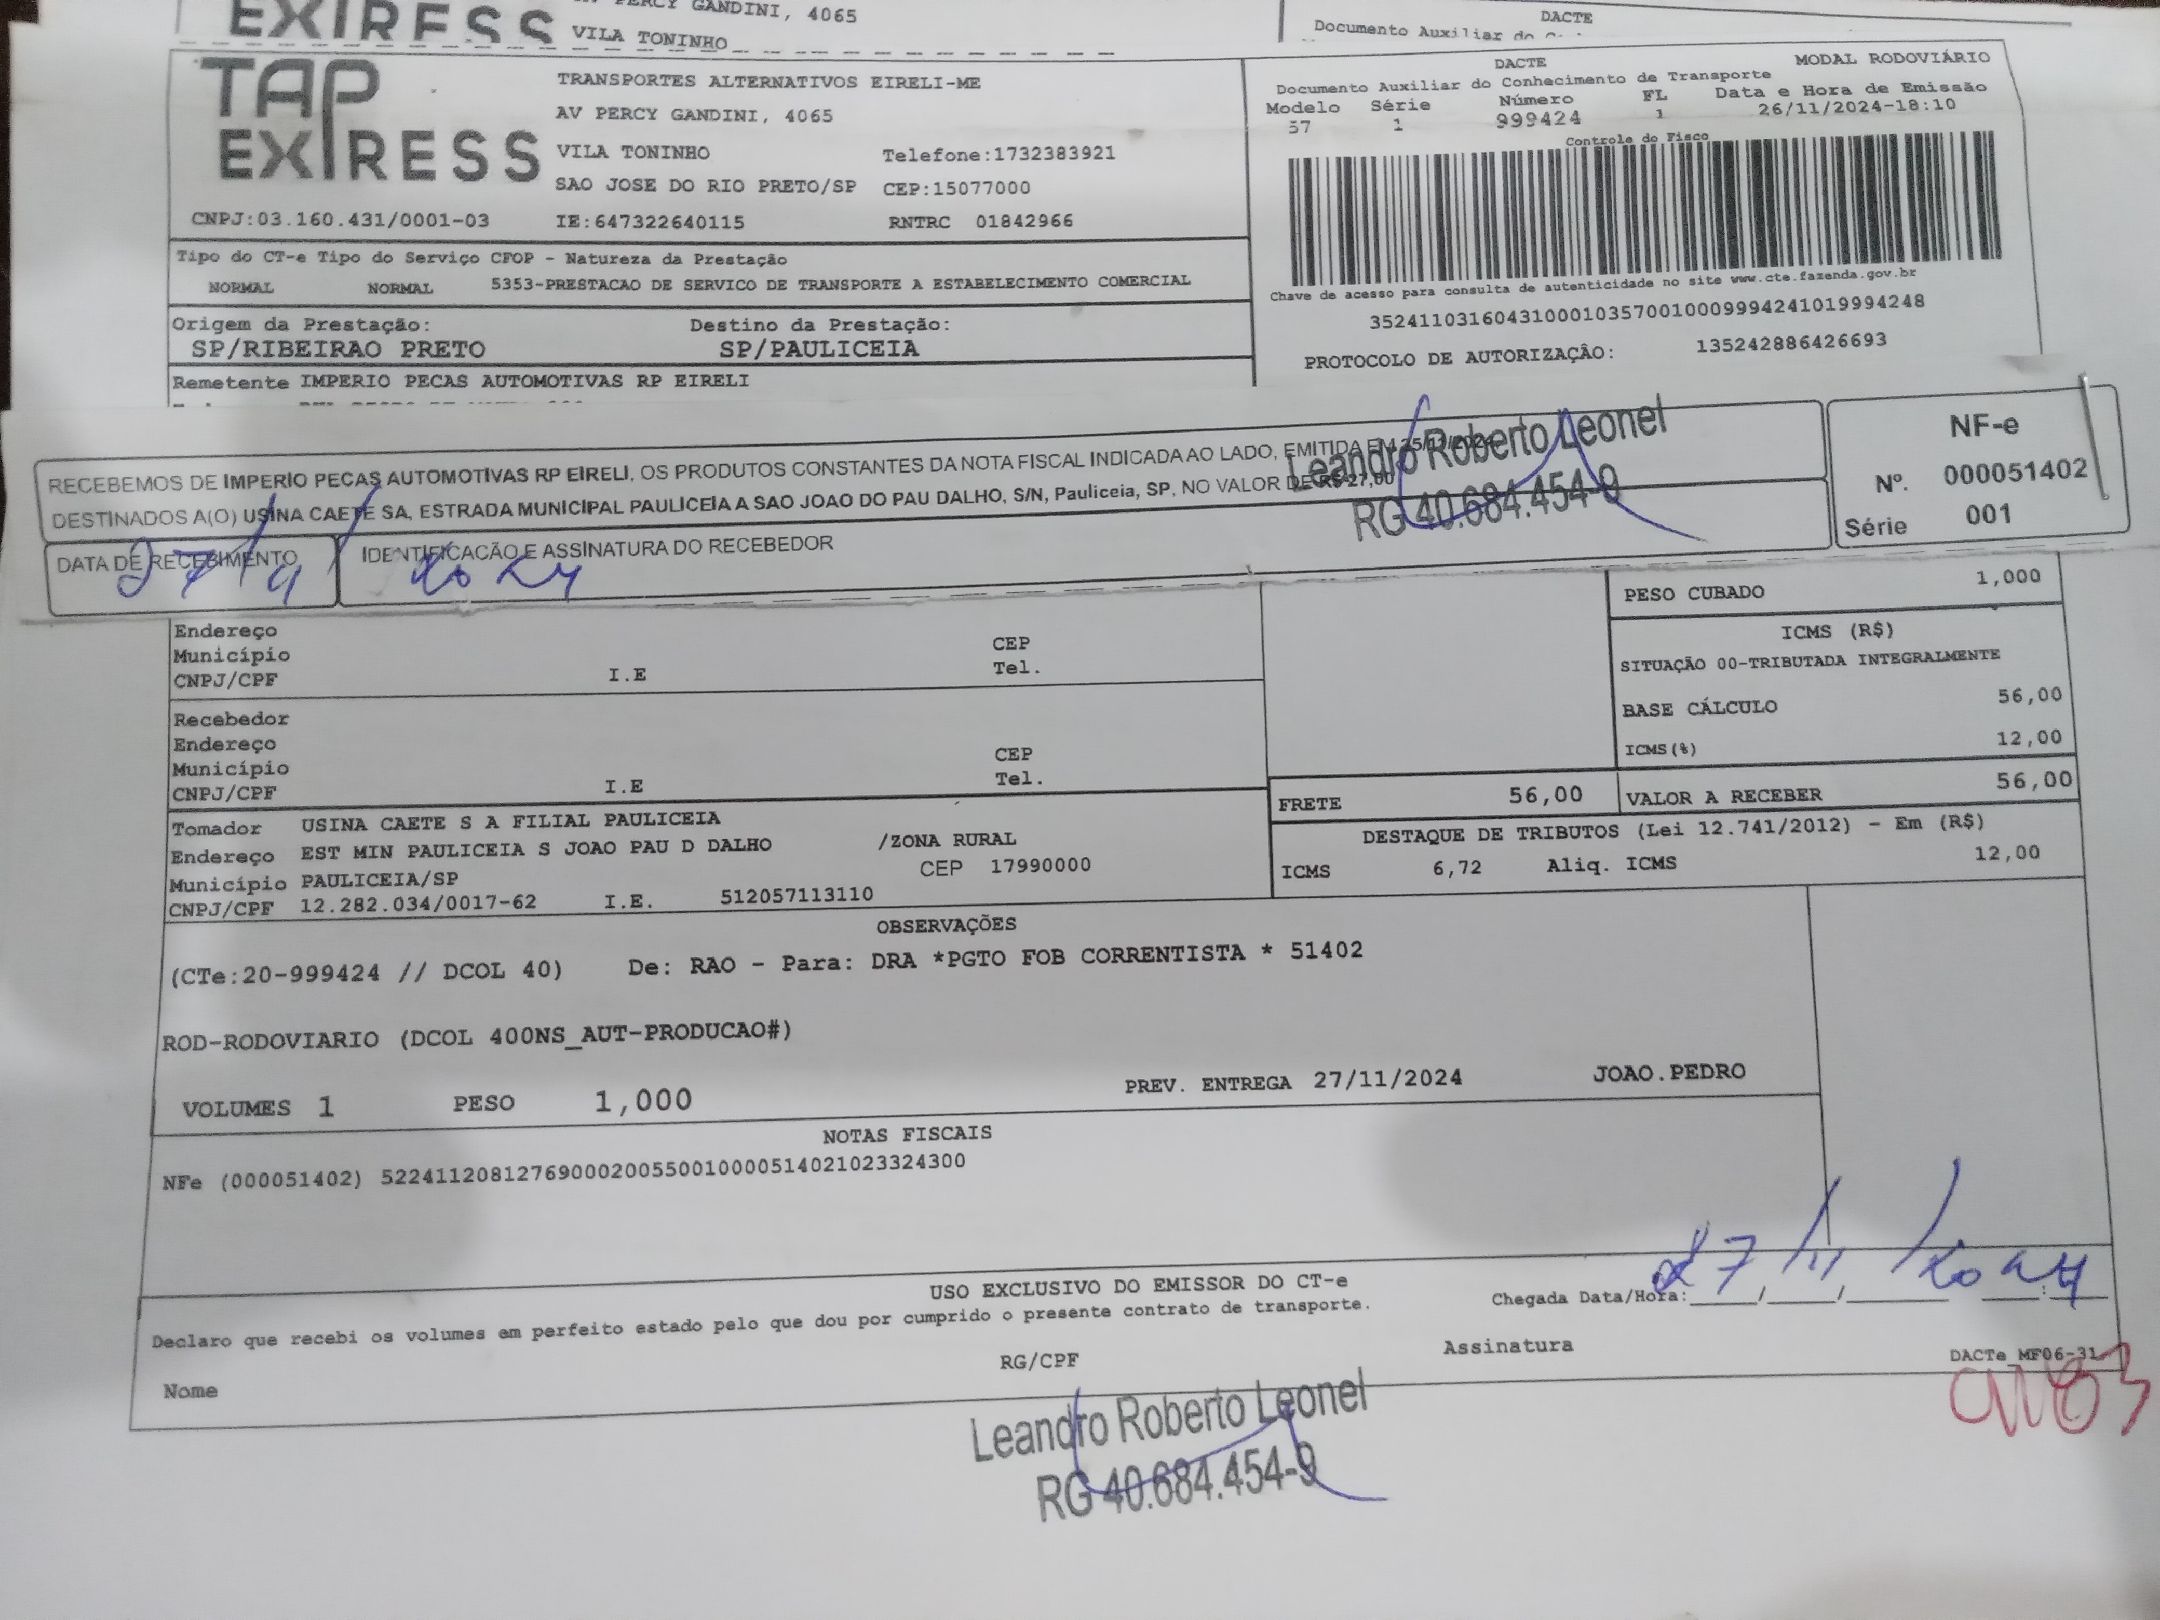 EXPRESS
AV PERCY GANDINI, 4065
VILA TONINHO
DACTE
Documento Auxiliar do
TAP EXPRESS
TRANSPORTES ALTERNATIVOS EIRELI-ME
AV PERCY GANDINI, 4065
VILA TONINHO Telefone:1732383921
SAO JOSE DO RIO PRETO/SP CEP:15077000
CNPJ:03.160.431/0001-03 IE:647322640115 RNTRC 01842966
DACTE MODAL RODOVIÁRIO
Documento Auxiliar do Conhecimento de Transporte
Modelo Série Número FL Data e Hora de Emissão
57 1 999424 1 26/11/2024-18:10
Controle do Fisco
Chave de acesso para consulta de autenticidade no site www.cte.fazenda.gov.br
35241103160431000103570010009994241019994248
PROTOCOLO DE AUTORIZAÇÃO: 135242886426693
Tipo do CT-e Tipo do Serviço CFOP - Natureza da Prestação
NORMAL NORMAL 5353-PRESTACAO DE SERVICO DE TRANSPORTE A ESTABELECIMENTO COMERCIAL
Origem da Prestação: Destino da Prestação:
SP/RIBEIRAO PRETO SP/PAULICEIA
Remetente IMPERIO PECAS AUTOMOTIVAS RP EIRELI
RECEBEMOS DE IMPERIO PECAS AUTOMOTIVAS RP EIRELI, OS PRODUTOS CONSTANTES DA NOTA FISCAL INDICADA AO LADO, EMITIDA EM 25/11/2024
DESTINADOS A(O) USINA CAETE SA, ESTRADA MUNICIPAL PAULICEIA A SAO JOAO DO PAU DALHO, S/N, Pauliceia, SP, NO VALOR DE R$ 27,00
Leandro Roberto Leonel
RG 40.684.454-9
NF-e
Nº. 000051402
Série 001
DATA DE RECEBIMENTO IDENTIFICACÃO E ASSINATURA DO RECEBEDOR
27/11/2024
Endereço CEP
Município Tel.
CNPJ/CPF I.E
Recebedor
Endereço CEP
Município Tel.
CNPJ/CPF I.E
PESO CUBADO 1,000
ICMS (R$)
SITUAÇÃO 00-TRIBUTADA INTEGRALMENTE
BASE CÁLCULO 56,00
ICMS(%) 12,00
FRETE 56,00 VALOR A RECEBER 56,00
DESTAQUE DE TRIBUTOS (Lei 12.741/2012) - Em (R$)
ICMS 6,72 Aliq. ICMS 12,00
Tomador USINA CAETE S A FILIAL PAULICEIA
Endereço EST MIN PAULICEIA S JOAO PAU D DALHO /ZONA RURAL
Município PAULICEIA/SP CEP 17990000
CNPJ/CPF 12.282.034/0017-62 I.E. 512057113110
OBSERVAÇÕES
(CTe:20-999424 // DCOL 40) De: RAO - Para: DRA *PGTO FOB CORRENTISTA * 51402
ROD-RODOVIARIO (DCOL 400NS_AUT-PRODUCAO#)
VOLUMES 1 PESO 1,000 PREV. ENTREGA 27/11/2024 JOAO.PEDRO
NOTAS FISCAIS
NFe (000051402) 52241120812769000200550010000514021023324300
USO EXCLUSIVO DO EMISSOR DO CT-e
Declaro que recebi os volumes em perfeito estado pelo que dou por cumprido o presente contrato de transporte.
Chegada Data/Hora: 27/11/2024
Nome RG/CPF Assinatura
DACTe MF06-31
Leandro Roberto Leonel
RG 40.684.454-9